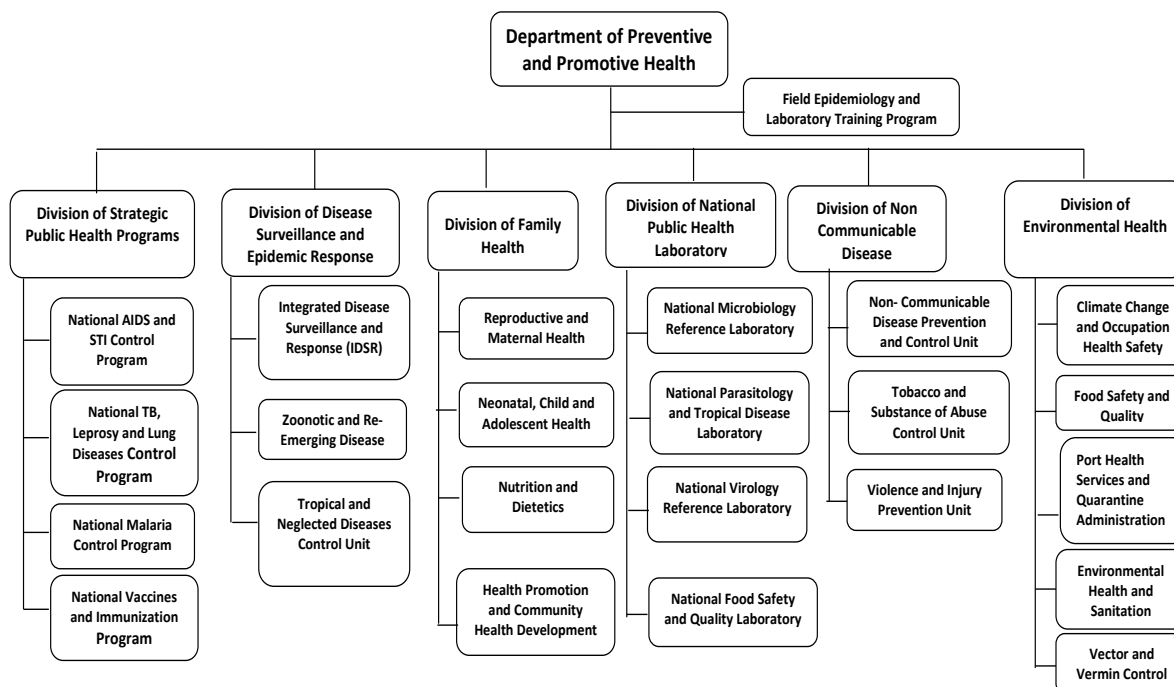 Department of Preventive
and Promotive Health
Field Epidemiology and
Laboratory Training Program
Division of Strategic
Public Health Programs
National AIDS and
STI Control
Program
National TB,
Leprosy and Lung
Diseases Control
Program
National Malaria
Control Program
National Vaccines
and Immunization
Program
Division of Disease
Surveillance and
Epidemic Response
Integrated Disease
Surveillance and
Response (IDSR)
Zoonotic and Re-
Emerging Disease
Tropical and
Neglected Diseases
Control Unit
Division of Family
Health
Reproductive and
Maternal Health
Neonatal, Child and
Adolescent Health
Nutrition and
Dietetics
Health Promotion
and Community
Health Development
Division of National
Public Health
Laboratory
National Microbiology
Reference Laboratory
National Parasitology
and Tropical Disease
Laboratory
National Virology
Reference Laboratory
National Food Safety
and Quality Laboratory
Division of Non
Communicable
Disease
Non- Communicable
Disease Prevention
and Control Unit
Tobacco and
Substance of Abuse
Control Unit
Violence and Injury
Prevention Unit
Division of
Environmental Health
Climate Change
and Occupation
Health Safety
Food Safety and
Quality
Port Health
Services and
Quarantine
Administration
Environmental
Health and
Sanitation
Vector and
Vermin Control